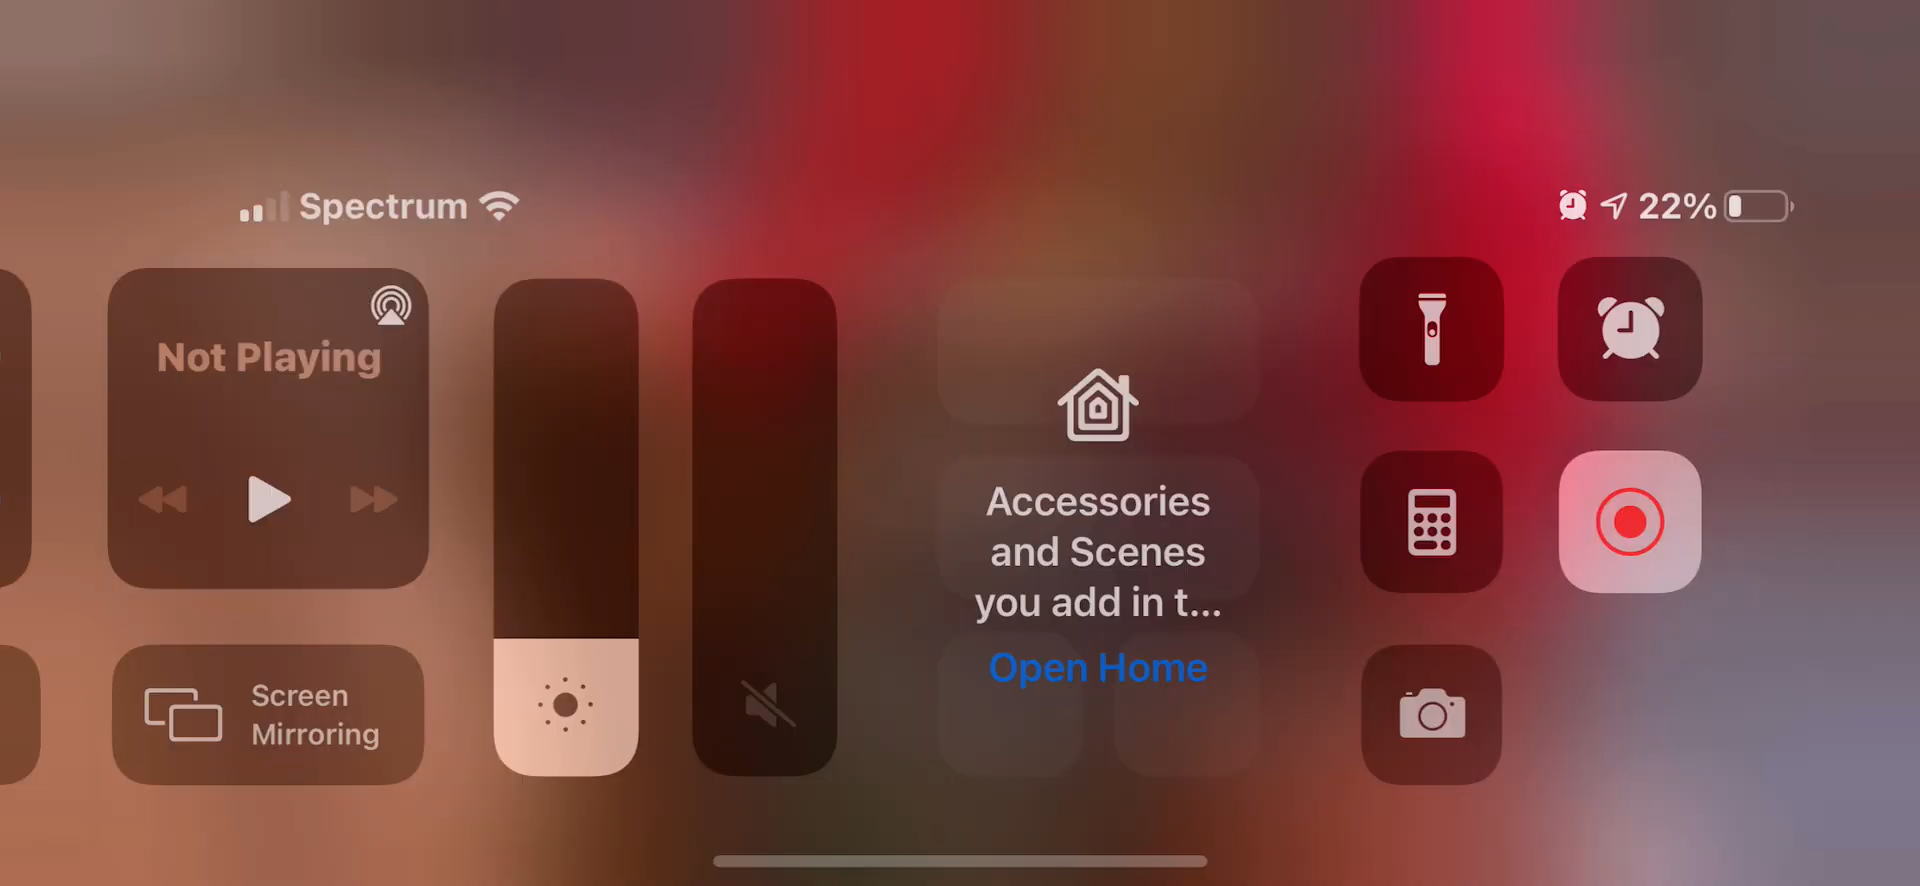 Spectrum
22%
Not Playing
Screen
Mirroring
Accessories
and Scenes
you add in t...
Open Home